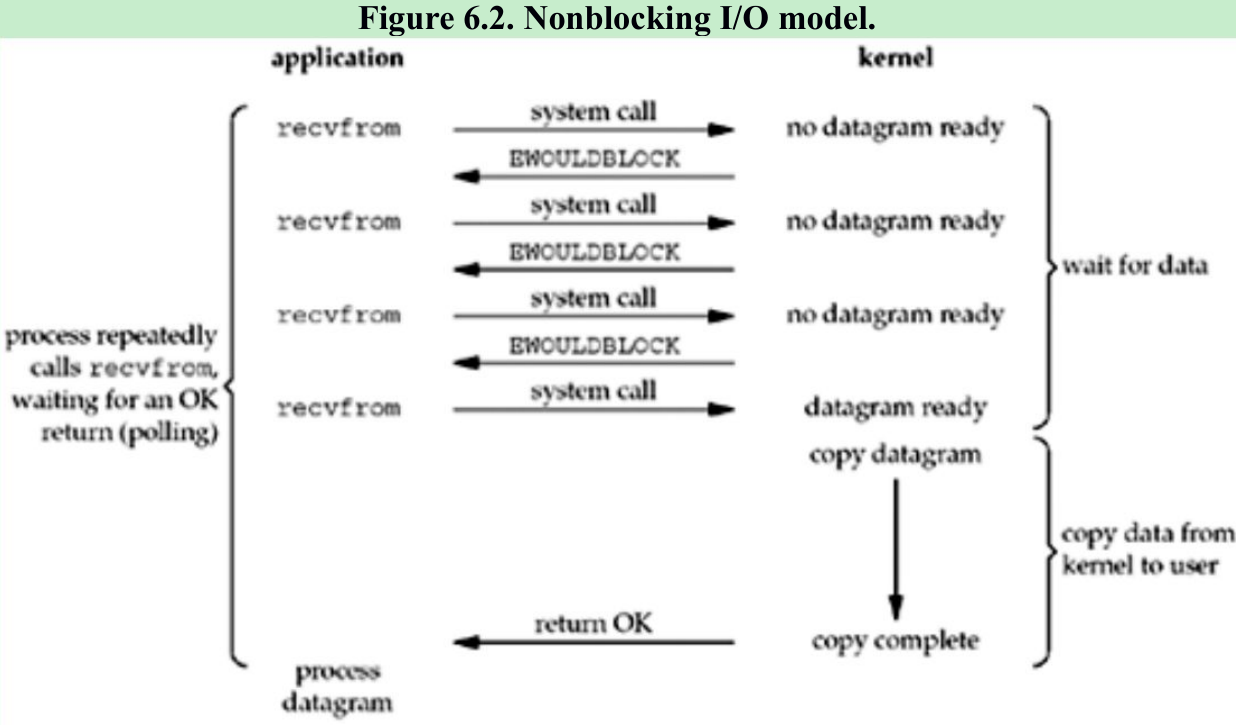 Figure 6.2. Nonblocking I/O model.
application
kernel
recvfrom
system call
no datagram ready
EWOULDBLOCK
recvfrom
system call
no datagram ready
EWOULDBLOCK
recvfrom
system call
no datagram ready
EWOULDBLOCK
recvfrom
system call
datagram ready
wait for data
process repeatedly
calls recvfrom,
waiting for an OK
return (polling)
copy datagram
copy data from
kernel to user
return OK
copy complete
process
datagram